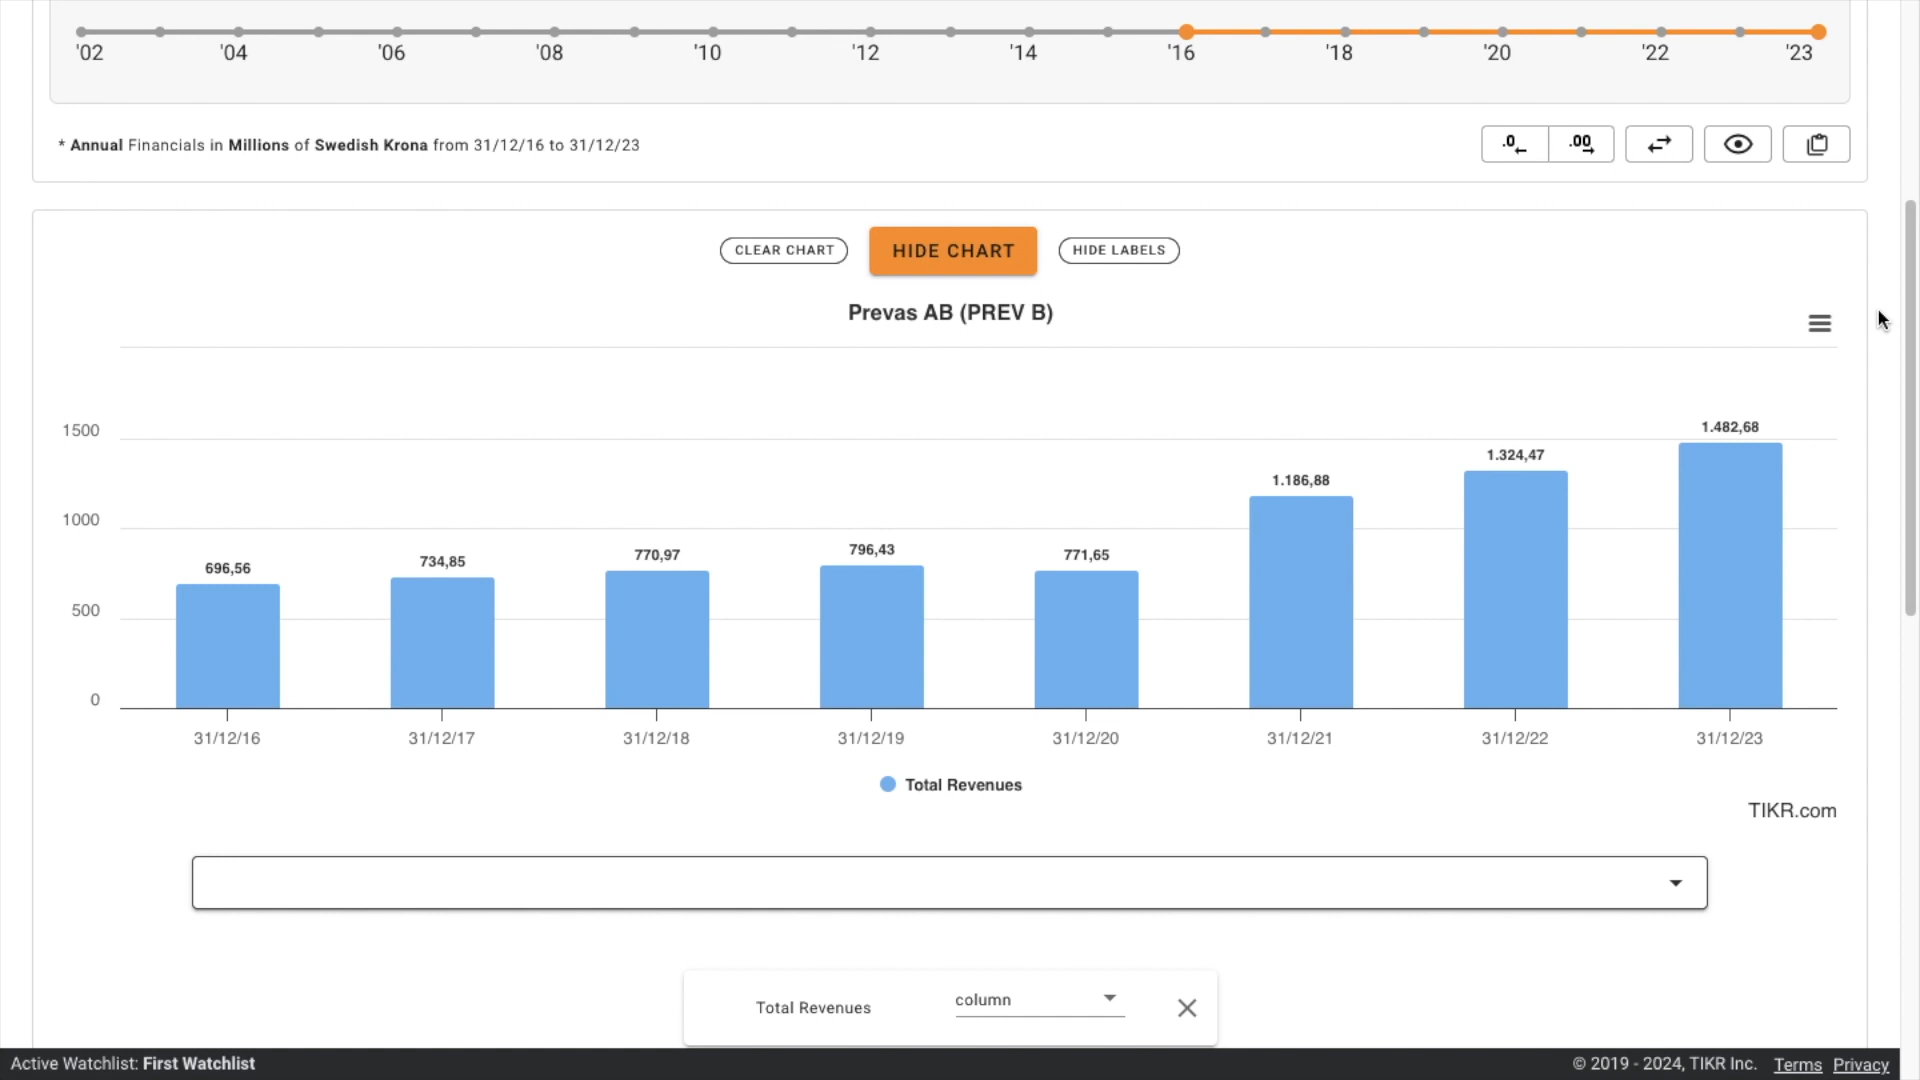 '02 '04 '06 '08 '10 '12 '14 '16 '18 '20 '22 '23
* Annual Financials in Millions of Swedish Krona from 31/12/16 to 31/12/23
.0 .00
CLEAR CHART HIDE CHART HIDE LABELS
Prevas AB (PREV B)
1500
1000
500
0
696,56 734,85 770,97 796,43 771,65 1.186,88 1.324,47 1.482,68
31/12/16 31/12/17 31/12/18 31/12/19 31/12/20 31/12/21 31/12/22 31/12/23
Total Revenues
TIKR.com
Total Revenues column
Active Watchlist: First Watchlist © 2019 - 2024, TIKR Inc. Terms Privacy